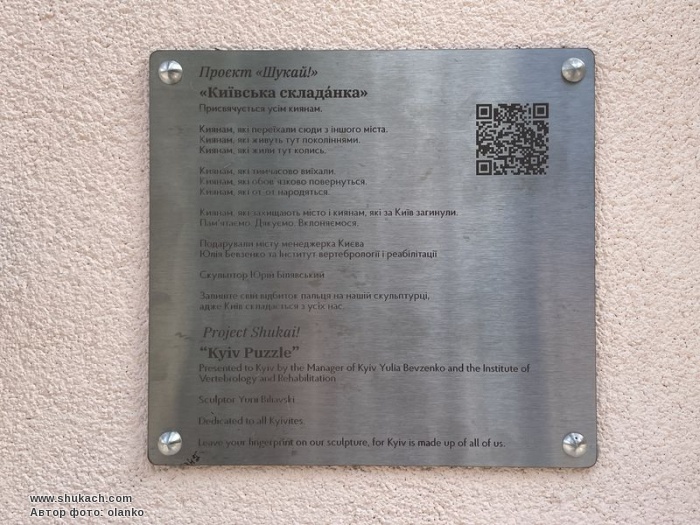 Проєкт «Шукай!»
«Київська складáнка»
Присвячується усім киянам.
Киянам, які переїхали сюди з іншого міста.
Киянам, які живуть тут поколіннями.
Киянам, які жили тут колись.
Киянам, які тимчасово виїхали.
Киянам, які обов'язково повернуться.
Киянам, які от-от народяться.
Киянам, які захищають місто і киянам, які за Київ загинули.
Пам'ятаємо. Дякуємо. Вклоняємося.
Подарували місту менеджерка Києва
Юлія Бевзенко та Інститут вертебрології і реабілітації
Скульптор Юрій Білявський
Залиште свій відбиток пальця на нашій скульптурці,
адже Київ складається з усіх нас.
Project Shukai!
“Kyiv Puzzle”
Presented to Kyiv by the Manager of Kyiv Yulia Bevzenko and the Institute of
Vertebrology and Rehabilitation
Sculptor Yurii Biliavski
Dedicated to all Kyivites
Leave your fingerprint on our sculpture, for Kyiv is made up of all of us.
www.shukach.com
Автор фото: olanko